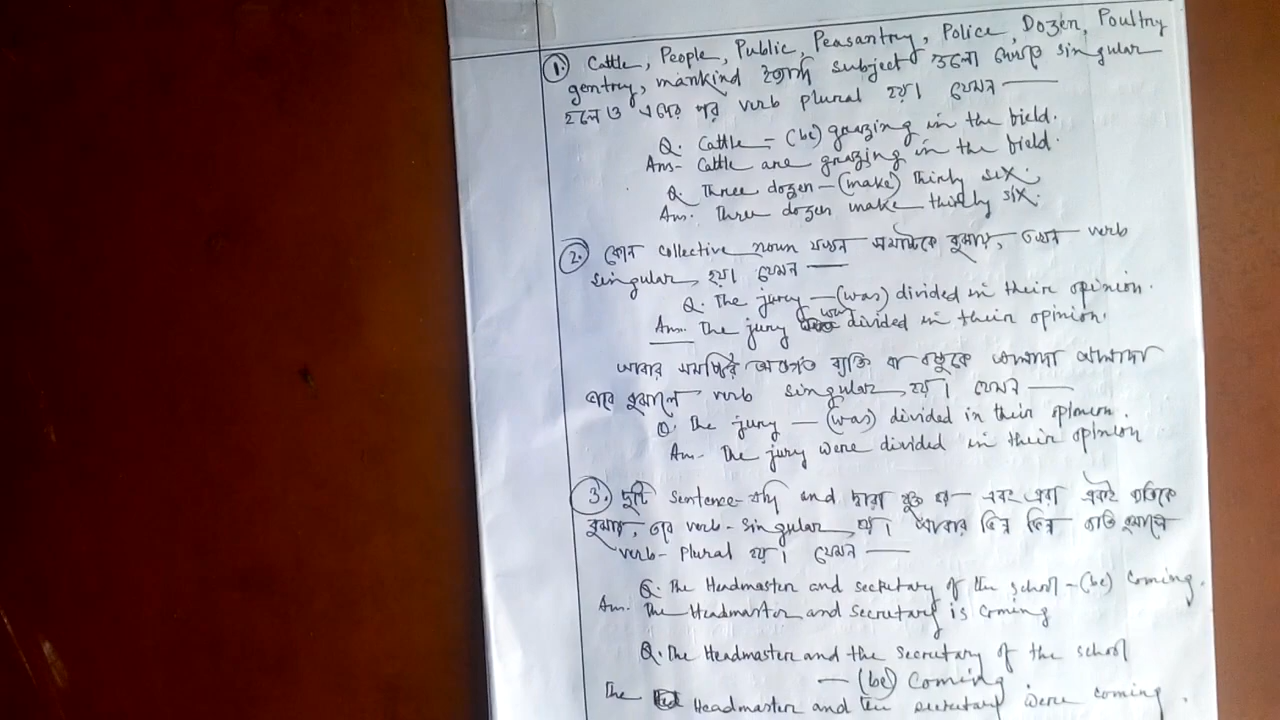 1. Cattle, People, Public, Peasantry, Police, Dozen, Poultry
gentry, mankind ইত্যাদি subject গুলো দেখতে singular
হলেও এদের পর verb plural হয়। যেমন —
Q. Cattle – (be) grazing in the field.
Ans- Cattle are grazing in the field.
Q. Three dozen – (make) thirty six.
An. Three dozen make thirty six.
2. কোন collective noun যখন সমষ্টিকে বুঝায়, তখন verb
singular হয়। যেমন —
Q. The jury – (was) divided in their opinion.
An. The jury was divided in their opinion.
আবার সমষ্টির অন্তর্গত ব্যক্তি বা বস্তুকে আলাদা আলাদা
ভাবে বুঝালে verb singular হয়। যেমন —
Q. The jury – (was) divided in their opinion.
An- The jury were divided in their opinion
3. দুটি sentence যদি and দ্বারা যুক্ত হয় – এবং এরা একই ব্যক্তিকে
বুঝায়, তবে verb- singular হয়। আবার ভিন্ন ভিন্ন ব্যক্তি বুঝালে
verb- plural হয়। যেমন —
Q. The Headmaster and secretary of the school – (be) coming.
An. The Headmaster and secretary is coming
Q. The Headmaster and the secretary of the school
— (be) coming
The Headmaster and the secretary were coming.